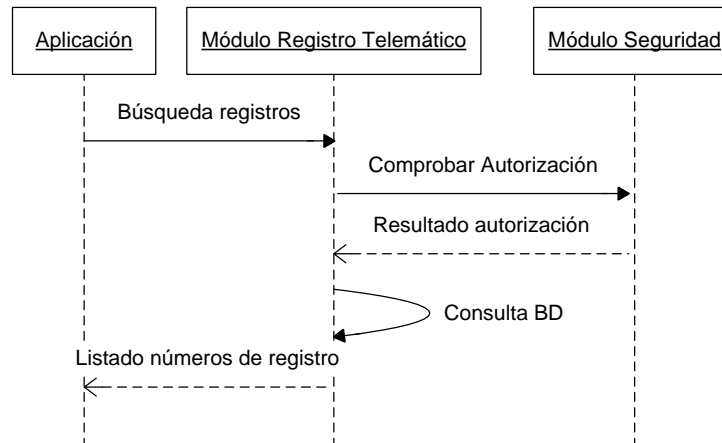 Aplicación
Módulo Registro Telemático
Módulo Seguridad
Búsqueda registros
Comprobar Autorización
Resultado autorización
Consulta BD
Listado números de registro